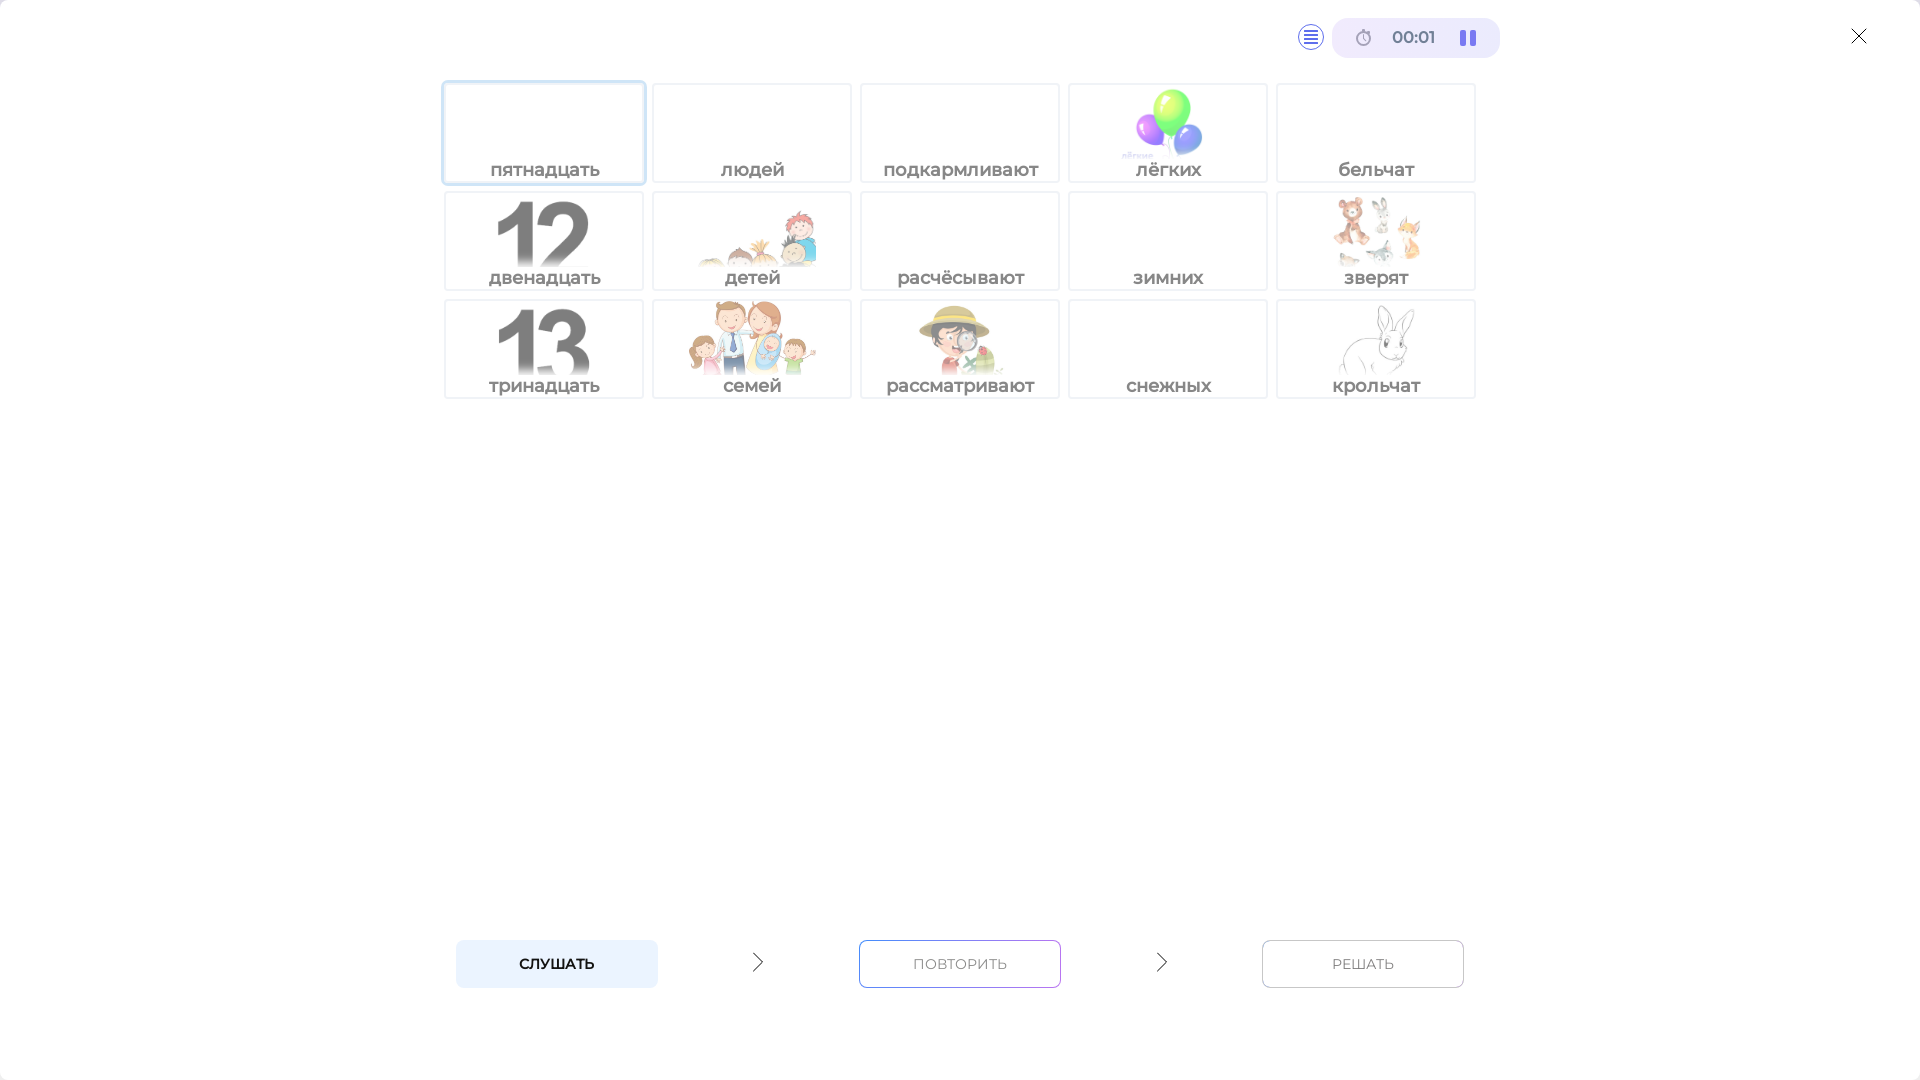 00:01
пятнадцать
людей
подкармливают
лёгкие
лёгких
бельчат
12
двенадцать
детей
расчёсывают
зимних
зверят
13
тринадцать
семей
рассматривают
снежных
крольчат
СЛУШАТЬ
ПОВТОРИТЬ
РЕШАТЬ